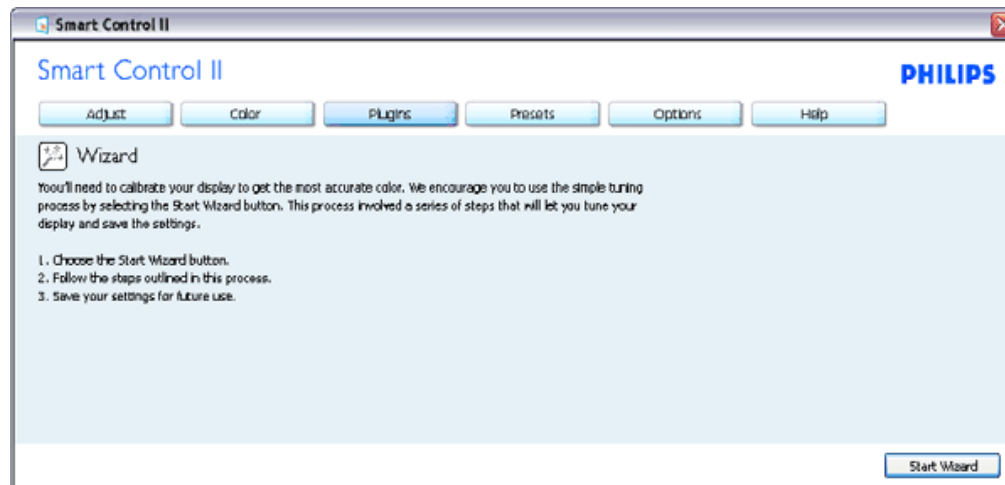 Smart Control II
Smart Control II
PHILIPS
Adjust Color Plugins Presets Options Help
Wizard
Yoou'll need to calibrate your display to get the most accurate color. We encourage you to use the simple tuning
process by selecting the Start Wizard button. This process involved a series of steps that will let you tune your
display and save the settings.
1. Choose the Start Wizard button.
2. Follow the steps outlined in this process.
3. Save your settings for future use.
Start Wizard